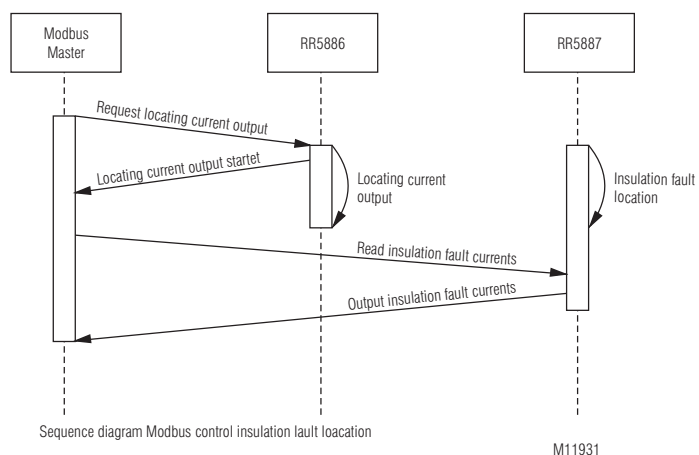 Modbus
Master
RR5886
RR5887
Request locating current output
Locating current output startet
Locating current
output
Insulation fault
location
Read insulation fault currents
Output insulation fault currents
Sequence diagram Modbus control insulation lault loacation
M11931